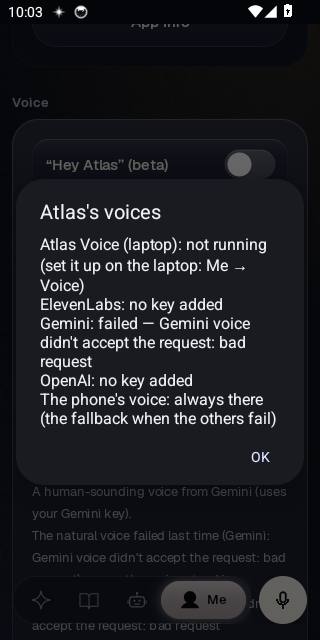 10:03
App info
Voice
“Hey Atlas” (beta)
Atlas's voices
Atlas Voice (laptop): not running
(set it up on the laptop: Me →
Voice)
ElevenLabs: no key added
Gemini: failed — Gemini voice
didn't accept the request: bad
request
OpenAI: no key added
The phone's voice: always there
(the fallback when the others fail)
OK
A human-sounding voice from Gemini (uses
your Gemini key).
The natural voice failed last time (Gemini:
Gemini voice didn't accept the request: bad
Me
accept the request: bad request